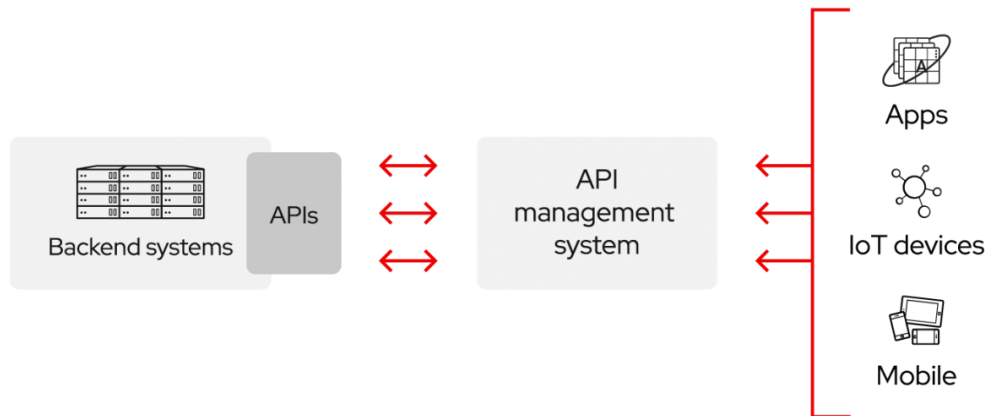 Backend systems
APIs
API
management
system
A
Apps
IoT devices
Mobile